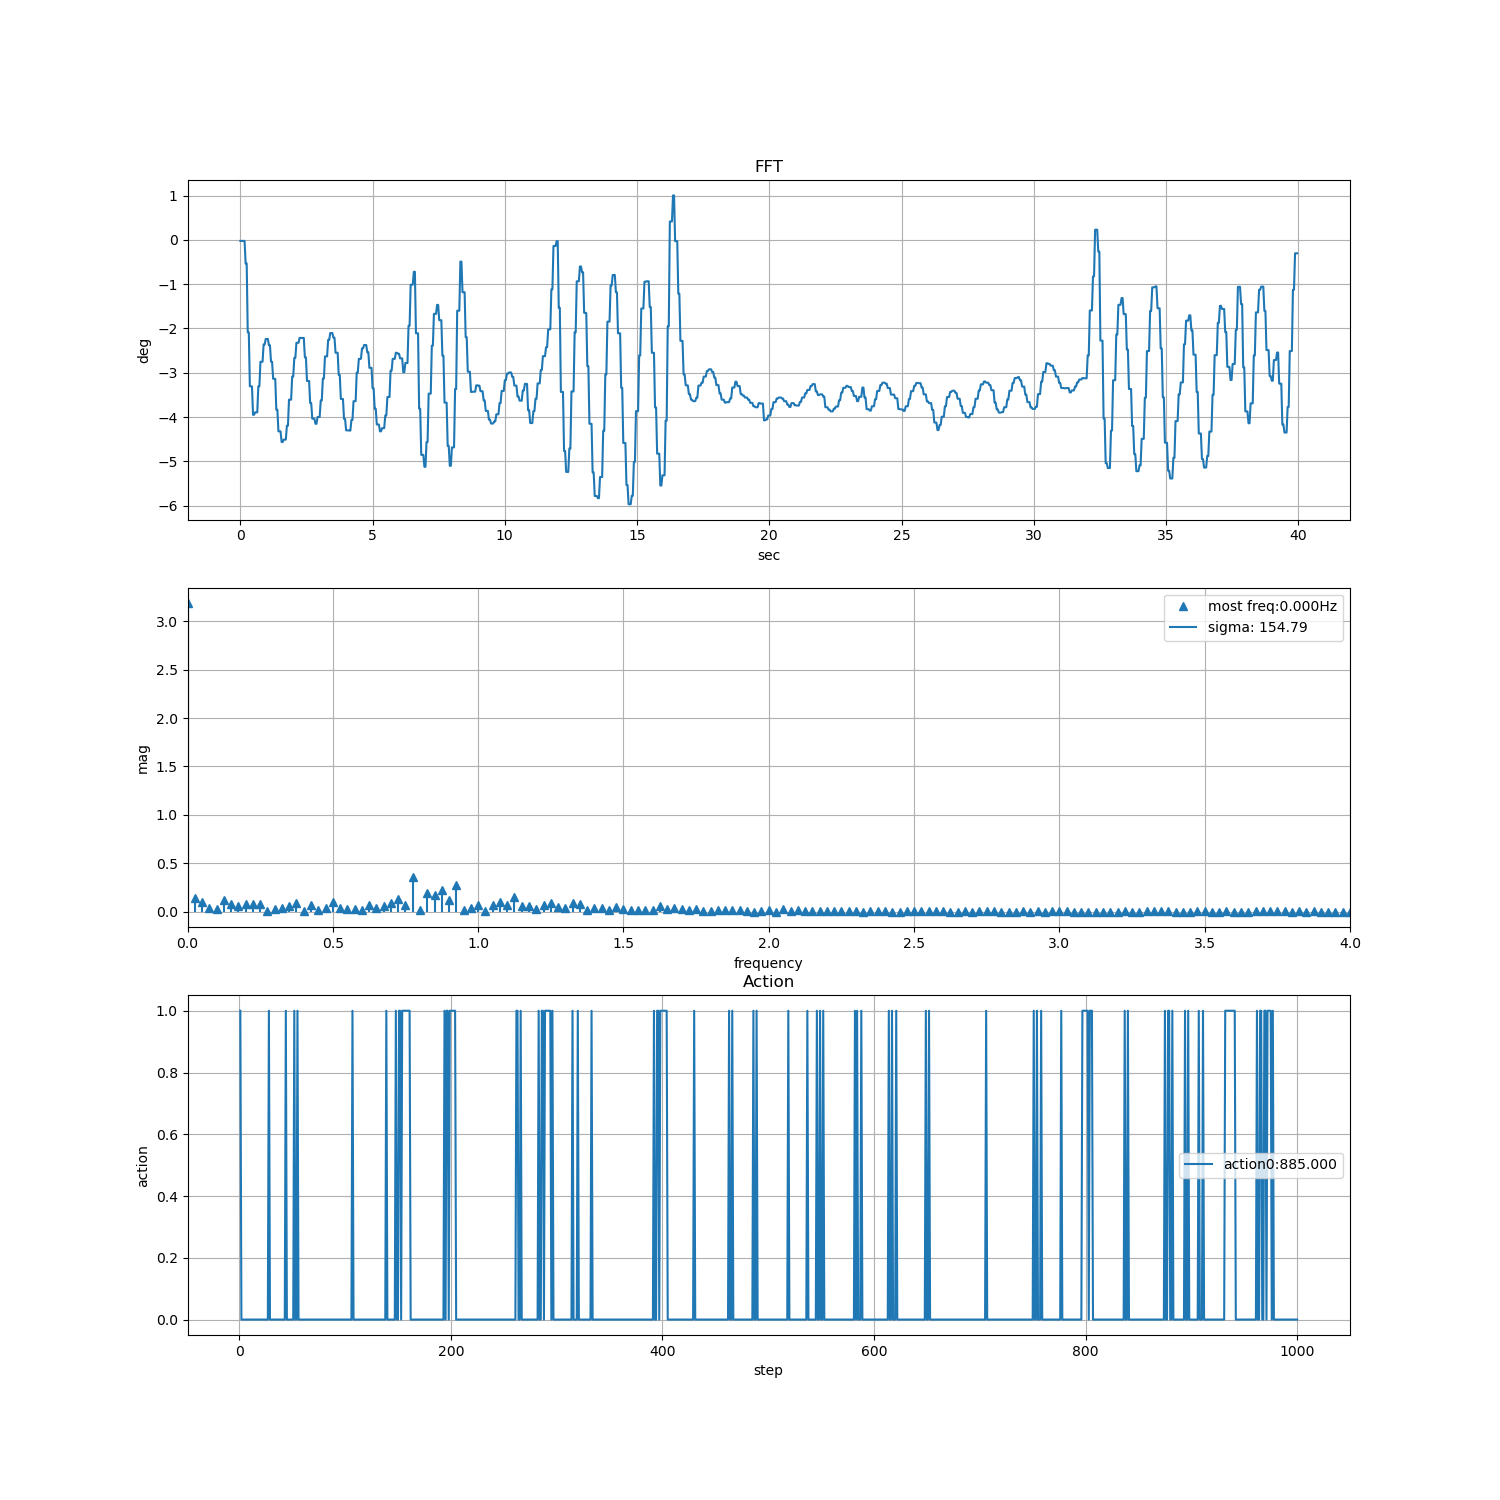 FFT
1
0
−1
−2
−3
−4
−5
−6
deg
0 5 10 15 20 25 30 35 40
sec
most freq:0.000Hz
sigma: 154.79
3.0
2.5
2.0
1.5
1.0
0.5
0.0
mag
0.0 0.5 1.0 1.5 2.0 2.5 3.0 3.5 4.0
frequency
Action
1.0
0.8
0.6
0.4
0.2
0.0
action
action0:885.000
0 200 400 600 800 1000
step